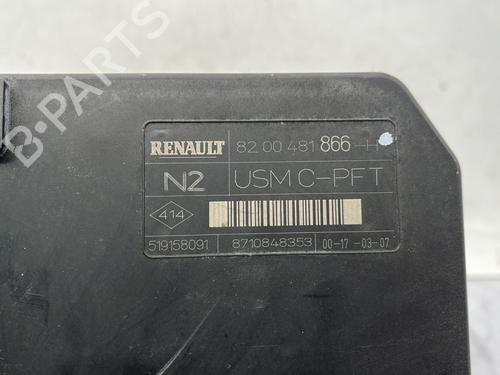 RENAULT 82 00 481 866-H
N2 USM C-PFT
414
519158091 8710848353 00-17-03-07
B-PARTS